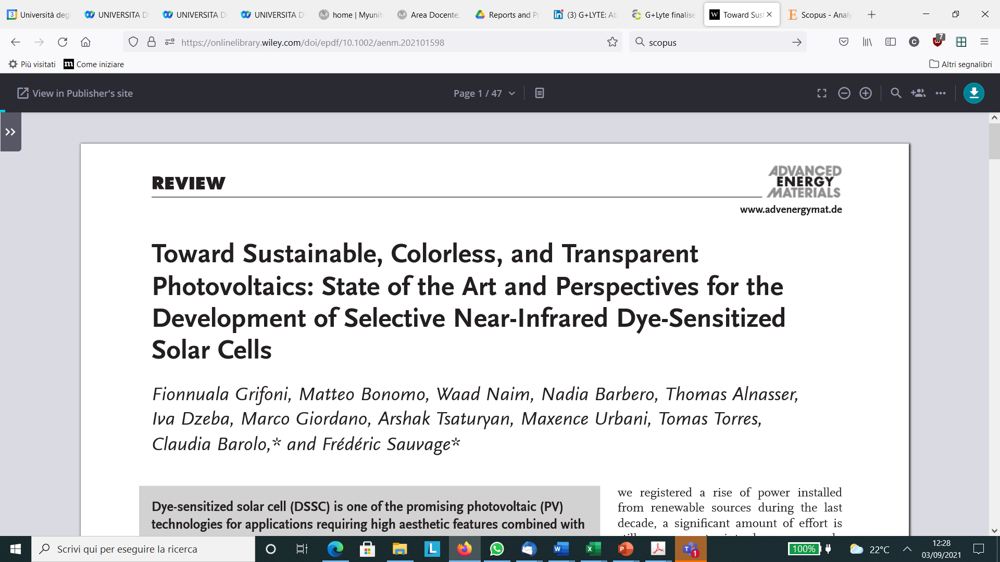 Università deg
UNIVERSITA D
UNIVERSITA D
UNIVERSITA D
home | Myunit
Area Docente,
Reports and Pr
(3) G+LYTE: Ab
G+Lyte finalise
Toward Sust
Scopus - Analy
https://onlinelibrary.wiley.com/doi/epdf/10.1002/aenm.202101598
scopus
7
Più visitati
Come iniziare
Altri segnalibri
View in Publisher's site
Page 1 / 47
REVIEW
ADVANCED
ENERGY
MATERIALS
www.advenergymat.de
Toward Sustainable, Colorless, and Transparent
Photovoltaics: State of the Art and Perspectives for the
Development of Selective Near-Infrared Dye-Sensitized
Solar Cells
Fionnuala Grifoni, Matteo Bonomo, Waad Naim, Nadia Barbero, Thomas Alnasser,
Iva Dzeba, Marco Giordano, Arshak Tsaturyan, Maxence Urbani, Tomas Torres,
Claudia Barolo,* and Frédéric Sauvage*
Dye-sensitized solar cell (DSSC) is one of the promising photovoltaic (PV)
technologies for applications requiring high aesthetic features combined with
we registered a rise of power installed
from renewable sources during the last
decade, a significant amount of effort is
Scrivi qui per eseguire la ricerca
100%
22°C
12:28
03/09/2021